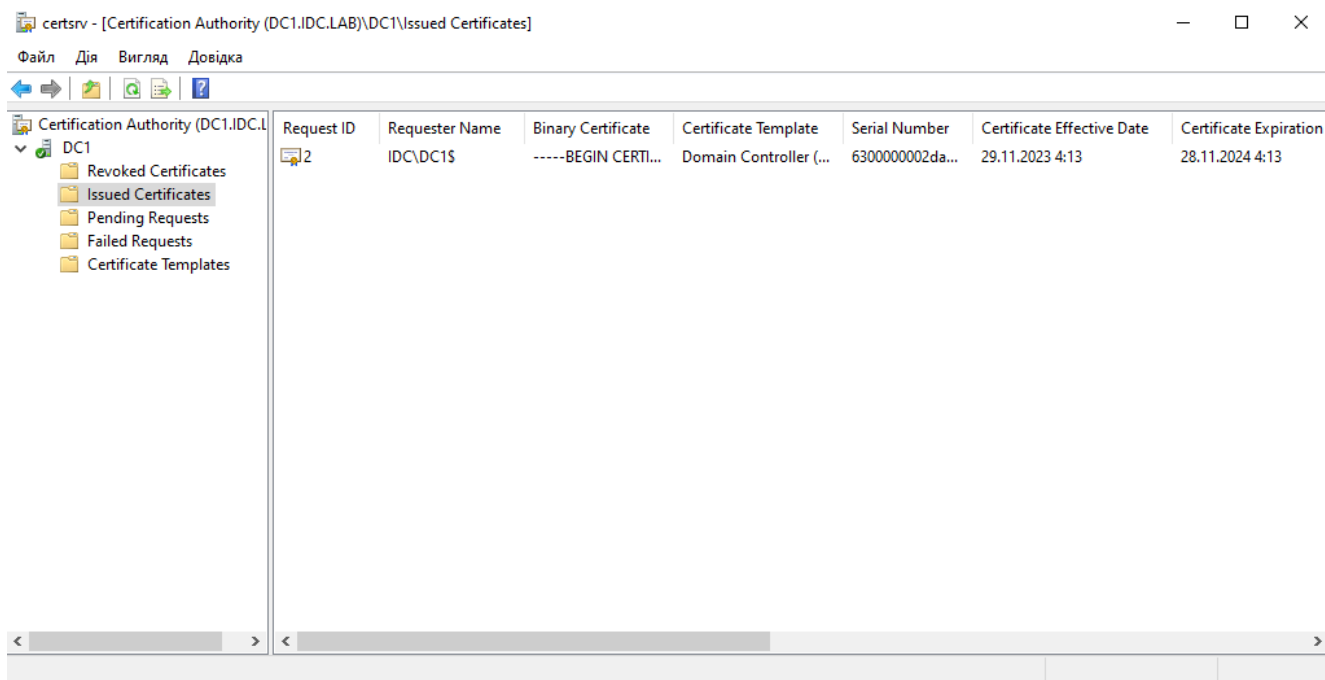 certsrv - [Certification Authority (DC1.IDC.LAB)\DC1\Issued Certificates]
Файл Дія Вигляд Довідка
Certification Authority (DC1.IDC.L
DC1
Revoked Certificates
Issued Certificates
Pending Requests
Failed Requests
Certificate Templates
Request ID Requester Name Binary Certificate Certificate Template Serial Number Certificate Effective Date Certificate Expiration
2 IDC\DC1$ -----BEGIN CERTI... Domain Controller (... 6300000002da... 29.11.2023 4:13 28.11.2024 4:13